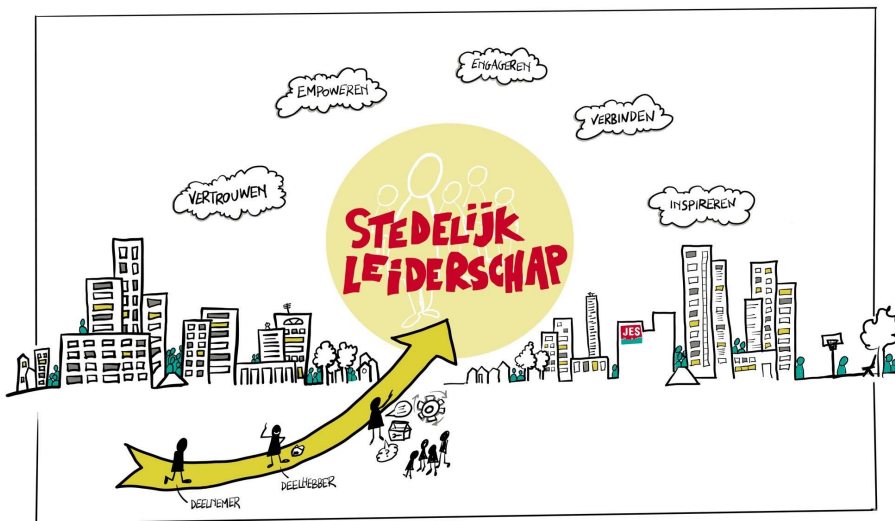 ENGAGEREN
EMPOWEREN
VERBINDEN
VERTROUWEN
INSPIREREN
STEDELIJK
LEIDERSCHAP
JES
DEELHEBBER
DEELNEMER